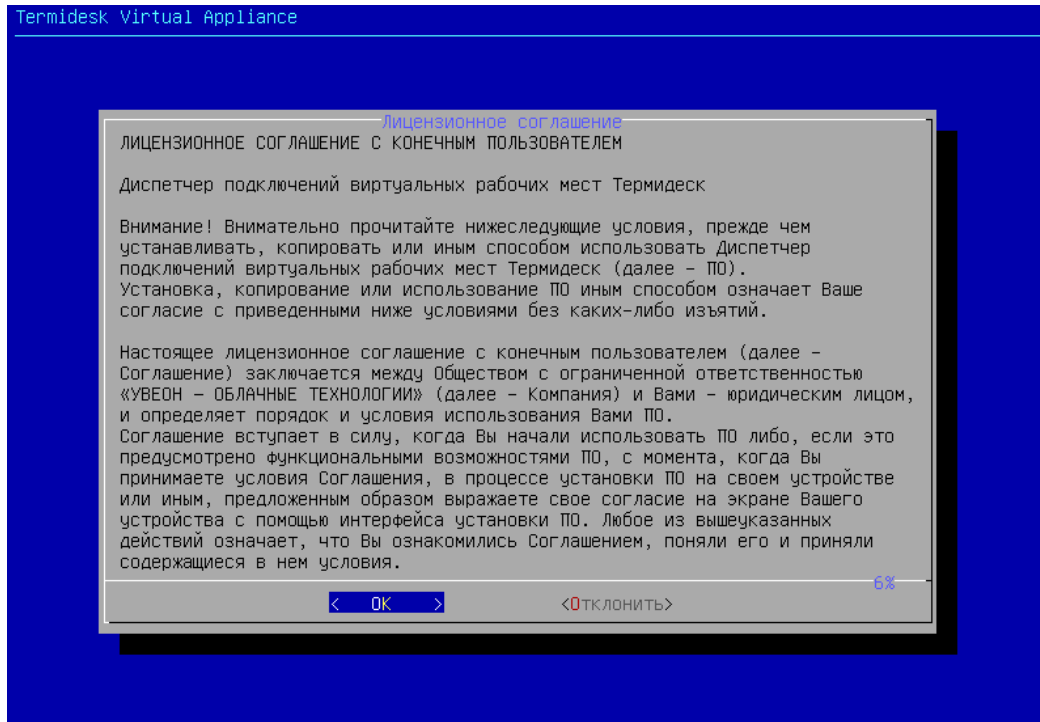 Termidesk Virtual Appliance
Лицензионное соглашение
ЛИЦЕНЗИОННОЕ СОГЛАШЕНИЕ С КОНЕЧНЫМ ПОЛЬЗОВАТЕЛЕМ
Диспетчер подключений виртуальных рабочих мест Термидеск
Внимание! Внимательно прочитайте нижеследующие условия, прежде чем
устанавливать, копировать или иным способом использовать Диспетчер
подключений виртуальных рабочих мест Термидеск (далее – ПО).
Установка, копирование или использование ПО иным способом означает Ваше
согласие с приведенными ниже условиями без каких-либо изъятий.
Настоящее лицензионное соглашение с конечным пользователем (далее –
Соглашение) заключается между Обществом с ограниченной ответственностью
«УВЕОН – ОБЛАЧНЫЕ ТЕХНОЛОГИИ» (далее – Компания) и Вами – юридическим лицом,
и определяет порядок и условия использования Вами ПО.
Соглашение вступает в силу, когда Вы начали использовать ПО либо, если это
предусмотрено функциональными возможностями ПО, с момента, когда Вы
принимаете условия Соглашения, в процессе установки ПО на своем устройстве
или иным, предложенным образом выражаете свое согласие на экране Вашего
устройства с помощью интерфейса установки ПО. Любое из вышеуказанных
действий означает, что Вы ознакомились Соглашением, поняли его и приняли
содержащиеся в нем условия.
6%
< OK > <Отклонить>